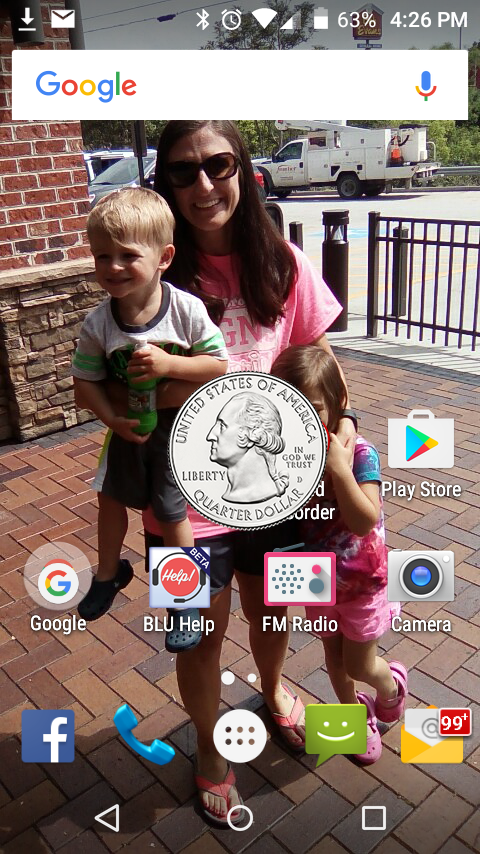 63% 4:26 PM
Google
UNITED STATES OF AMERICA
IN
GOD WE
TRUST
LIBERTY
D
QUARTER DOLLAR
Play Store
BETA
Help!
Google
BLU Help
FM Radio
Camera
99+